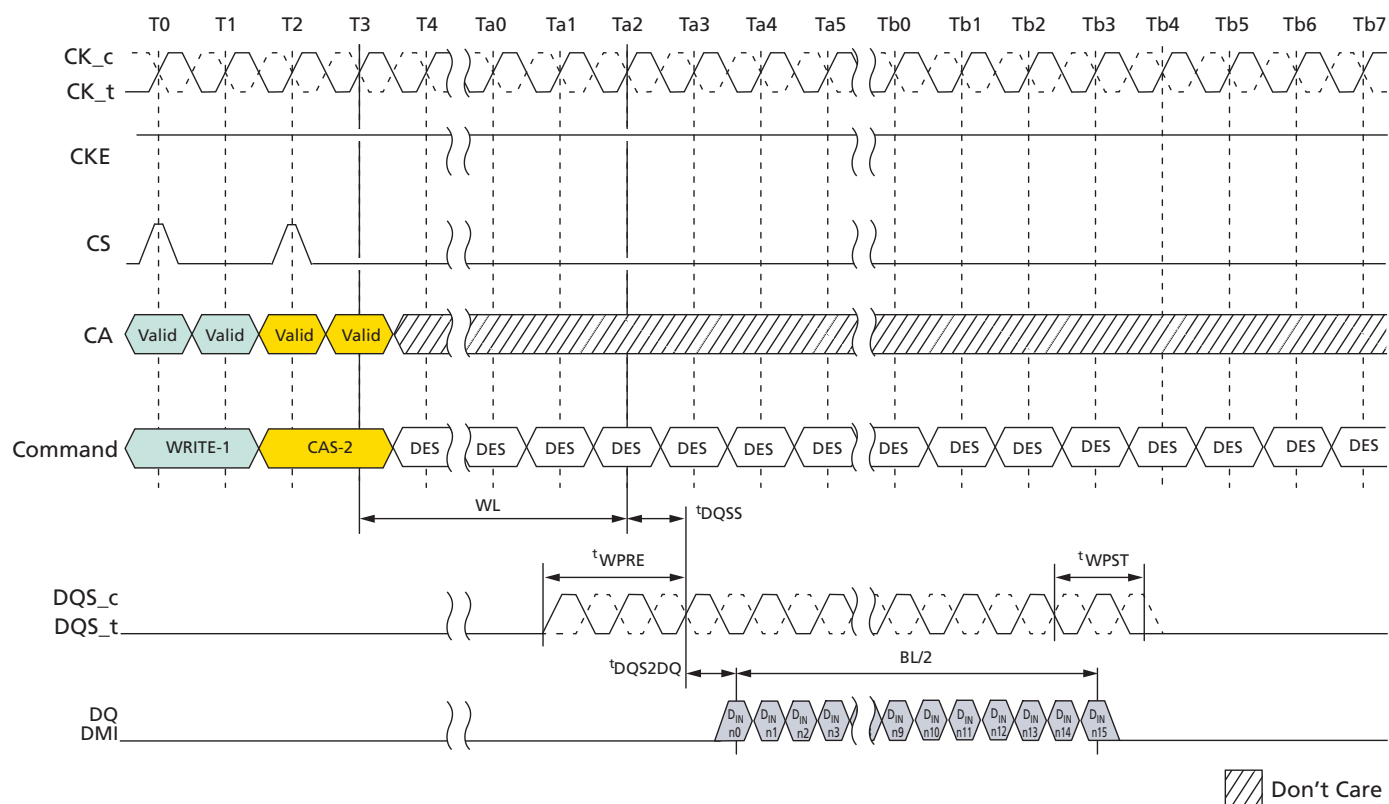 T0 T1 T2 T3 T4 Ta0 Ta1 Ta2 Ta3 Ta4 Ta5 Tb0 Tb1 Tb2 Tb3 Tb4 Tb5 Tb6 Tb7
CK_c
CK_t
CKE
CS
CA Valid Valid Valid Valid
Command WRITE-1 CAS-2 DES DES DES DES DES DES DES DES DES DES DES DES DES DES DES
WL tDQSS
tWPRE tWPST
DQS_c
DQS_t
tDQS2DQ BL/2
DQ DIN DIN DIN DIN DIN DIN DIN DIN DIN DIN DIN
DMI n0 n1 n2 n3 n9 n10 n11 n12 n13 n14 n15
Don't Care